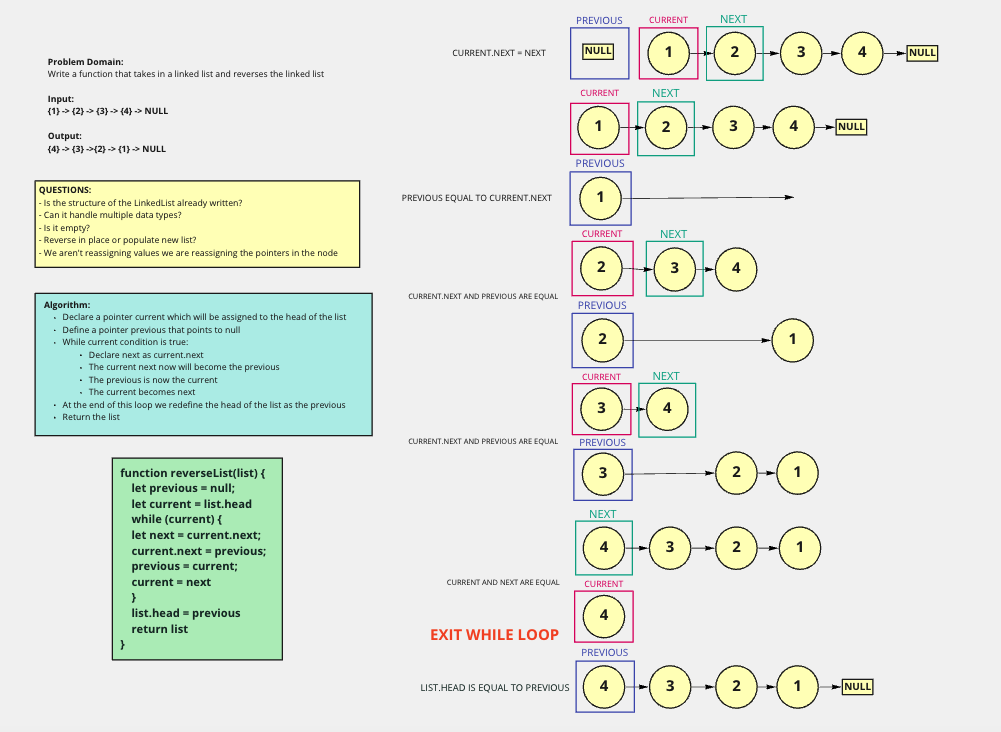 Problem Domain:
Write a function that takes in a linked list and reverses the linked list
Input:
{1} -> {2} -> {3} -> {4} -> NULL
Output:
{4} -> {3} ->{2} -> {1} -> NULL
QUESTIONS:
- Is the structure of the LinkedList already written?
- Can it handle multiple data types?
- Is it empty?
- Reverse in place or populate new list?
- We aren't reassigning values we are reassigning the pointers in the node
Algorithm:
• Declare a pointer current which will be assigned to the head of the list
• Define a pointer previous that points to null
• While current condition is true:
• Declare next as current.next
• The current next now will become the previous
• The previous is now the current
• The current becomes next
• At the end of this loop we redefine the head of the list as the previous
• Return the list
function reverseList(list) {
let previous = null;
let current = list.head
while (current) {
let next = current.next;
current.next = previous;
previous = current;
current = next
}
list.head = previous
return list
}
PREVIOUS CURRENT NEXT
CURRENT.NEXT = NEXT NULL 1 2 3 4 NULL
CURRENT NEXT
1 2 3 4 NULL
PREVIOUS
PREVIOUS EQUAL TO CURRENT.NEXT 1
CURRENT NEXT
2 3 4
CURRENT.NEXT AND PREVIOUS ARE EQUAL
PREVIOUS
2 1
CURRENT NEXT
3 4
CURRENT.NEXT AND PREVIOUS ARE EQUAL
PREVIOUS
3 2 1
NEXT
4 3 2 1
CURRENT AND NEXT ARE EQUAL
CURRENT
4
EXIT WHILE LOOP
PREVIOUS
LIST.HEAD IS EQUAL TO PREVIOUS 4 3 2 1 NULL